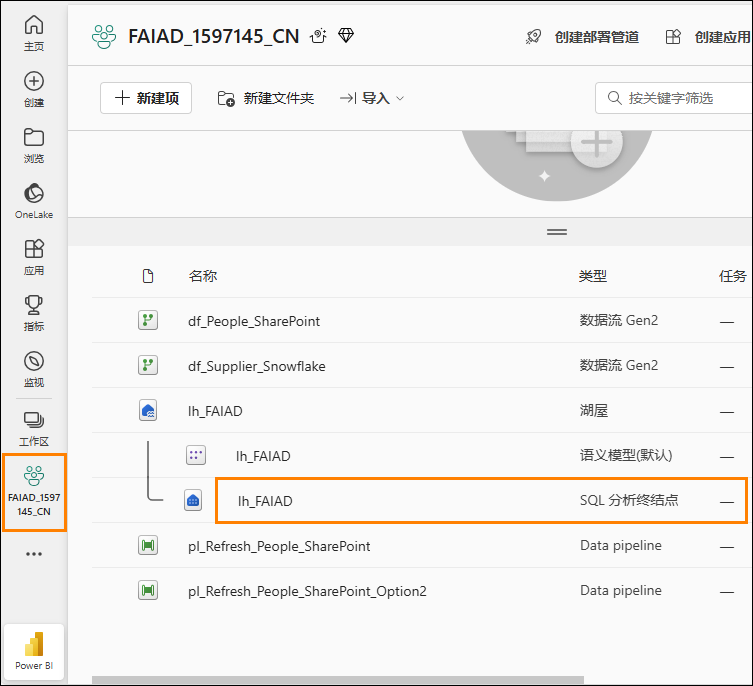 主页
创建
浏览
OneLake
应用
指标
监视
工作区
FAIAD_1597
145_CN
Power BI
FAIAD_1597145_CN
创建部署管道
创建应用
新建项
新建文件夹
导入
按关键字筛选
名称 类型 任务
df_People_SharePoint 数据流 Gen2 —
df_Supplier_Snowflake 数据流 Gen2 —
lh_FAIAD 湖屋 —
lh_FAIAD 语义模型(默认) —
lh_FAIAD SQL 分析终结点 —
pl_Refresh_People_SharePoint Data pipeline —
pl_Refresh_People_SharePoint_Option2 Data pipeline —